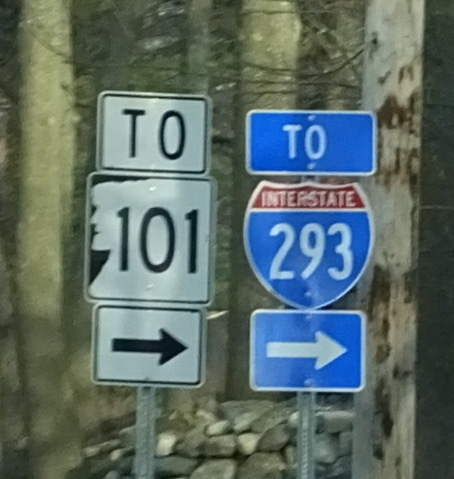 TO
101
TO
INTERSTATE
293